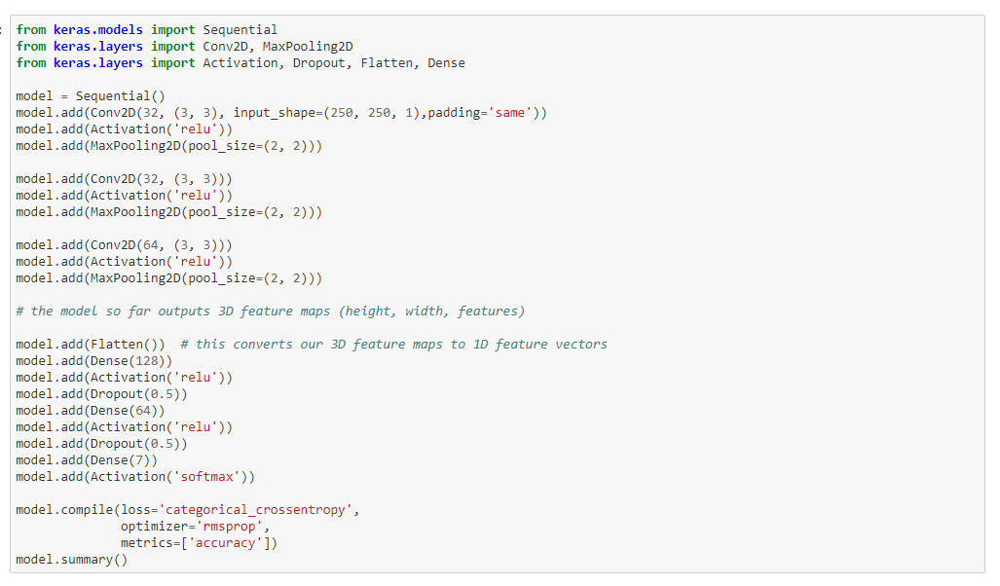 from keras.models import Sequential
from keras.layers import Conv2D, MaxPooling2D
from keras.layers import Activation, Dropout, Flatten, Dense
model = Sequential()
model.add(Conv2D(32, (3, 3), input_shape=(250, 250, 1),padding='same'))
model.add(Activation('relu'))
model.add(MaxPooling2D(pool_size=(2, 2)))
model.add(Conv2D(32, (3, 3)))
model.add(Activation('relu'))
model.add(MaxPooling2D(pool_size=(2, 2)))
model.add(Conv2D(64, (3, 3)))
model.add(Activation('relu'))
model.add(MaxPooling2D(pool_size=(2, 2)))
# the model so far outputs 3D feature maps (height, width, features)
model.add(Flatten())  # this converts our 3D feature maps to 1D feature vectors
model.add(Dense(128))
model.add(Activation('relu'))
model.add(Dropout(0.5))
model.add(Dense(64))
model.add(Activation('relu'))
model.add(Dropout(0.5))
model.add(Dense(7))
model.add(Activation('softmax'))
model.compile(loss='categorical_crossentropy',
              optimizer='rmsprop',
              metrics=['accuracy'])
model.summary()